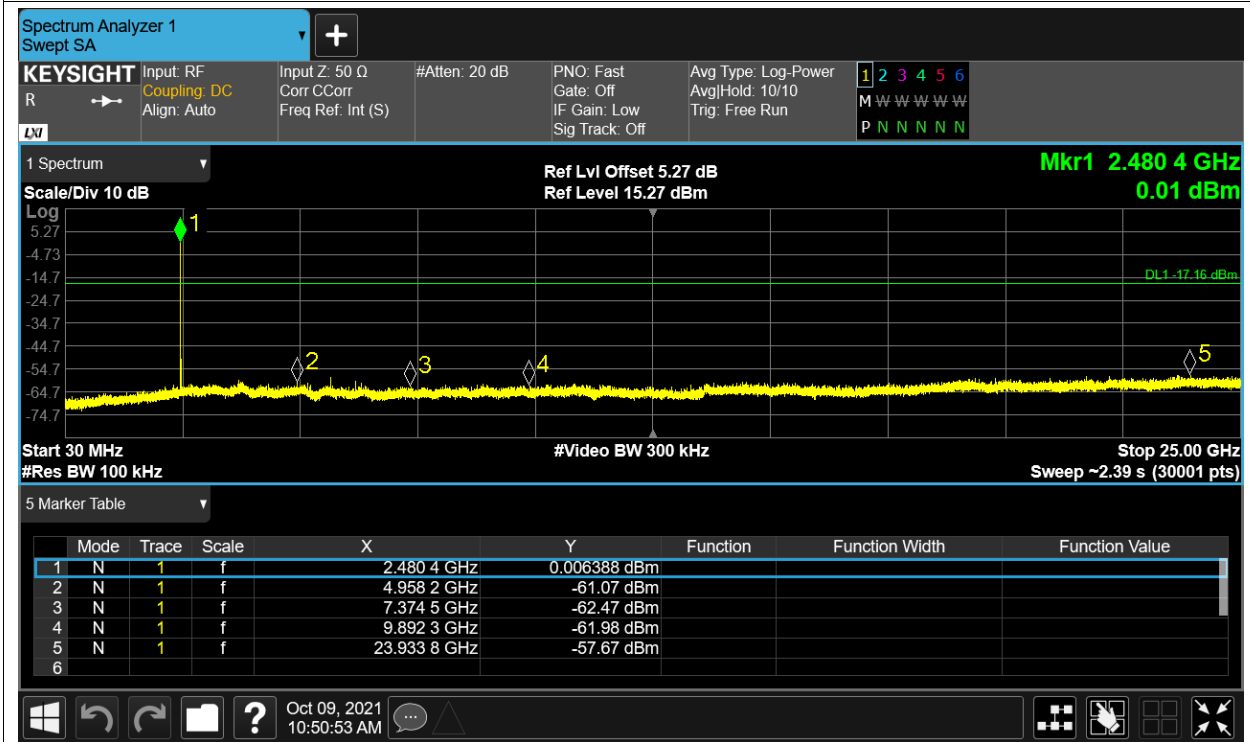 Spectrum Analyzer 1
Swept SA
+
KEYSIGHT Input: RF Input Z: 50 Ω #Atten: 20 dB PNO: Fast Avg Type: Log-Power 1 2 3 4 5 6
R Coupling: DC Corr CCorr Gate: Off Avg|Hold: 10/10 M W W W W W
Align: Auto Freq Ref: Int (S) IF Gain: Low Trig: Free Run
LXI Sig Track: Off P N N N N N
1 Spectrum Ref Lvl Offset 5.27 dB Mkr1 2.480 4 GHz
Scale/Div 10 dB Ref Level 15.27 dBm 0.01 dBm
Log
1
5.27
-4.73
-14.7 DL1 -17.16 dBm
-24.7
-34.7
-44.7
2 3 4 5
-54.7
-64.7
-74.7
Start 30 MHz #Video BW 300 kHz Stop 25.00 GHz
#Res BW 100 kHz Sweep ~2.39 s (30001 pts)
5 Marker Table
Mode Trace Scale X Y Function Function Width Function Value
1 N 1 f 2.480 4 GHz 0.006388 dBm
2 N 1 f 4.958 2 GHz -61.07 dBm
3 N 1 f 7.374 5 GHz -62.47 dBm
4 N 1 f 9.892 3 GHz -61.98 dBm
5 N 1 f 23.933 8 GHz -57.67 dBm
6
? Oct 09, 2021
10:50:53 AM